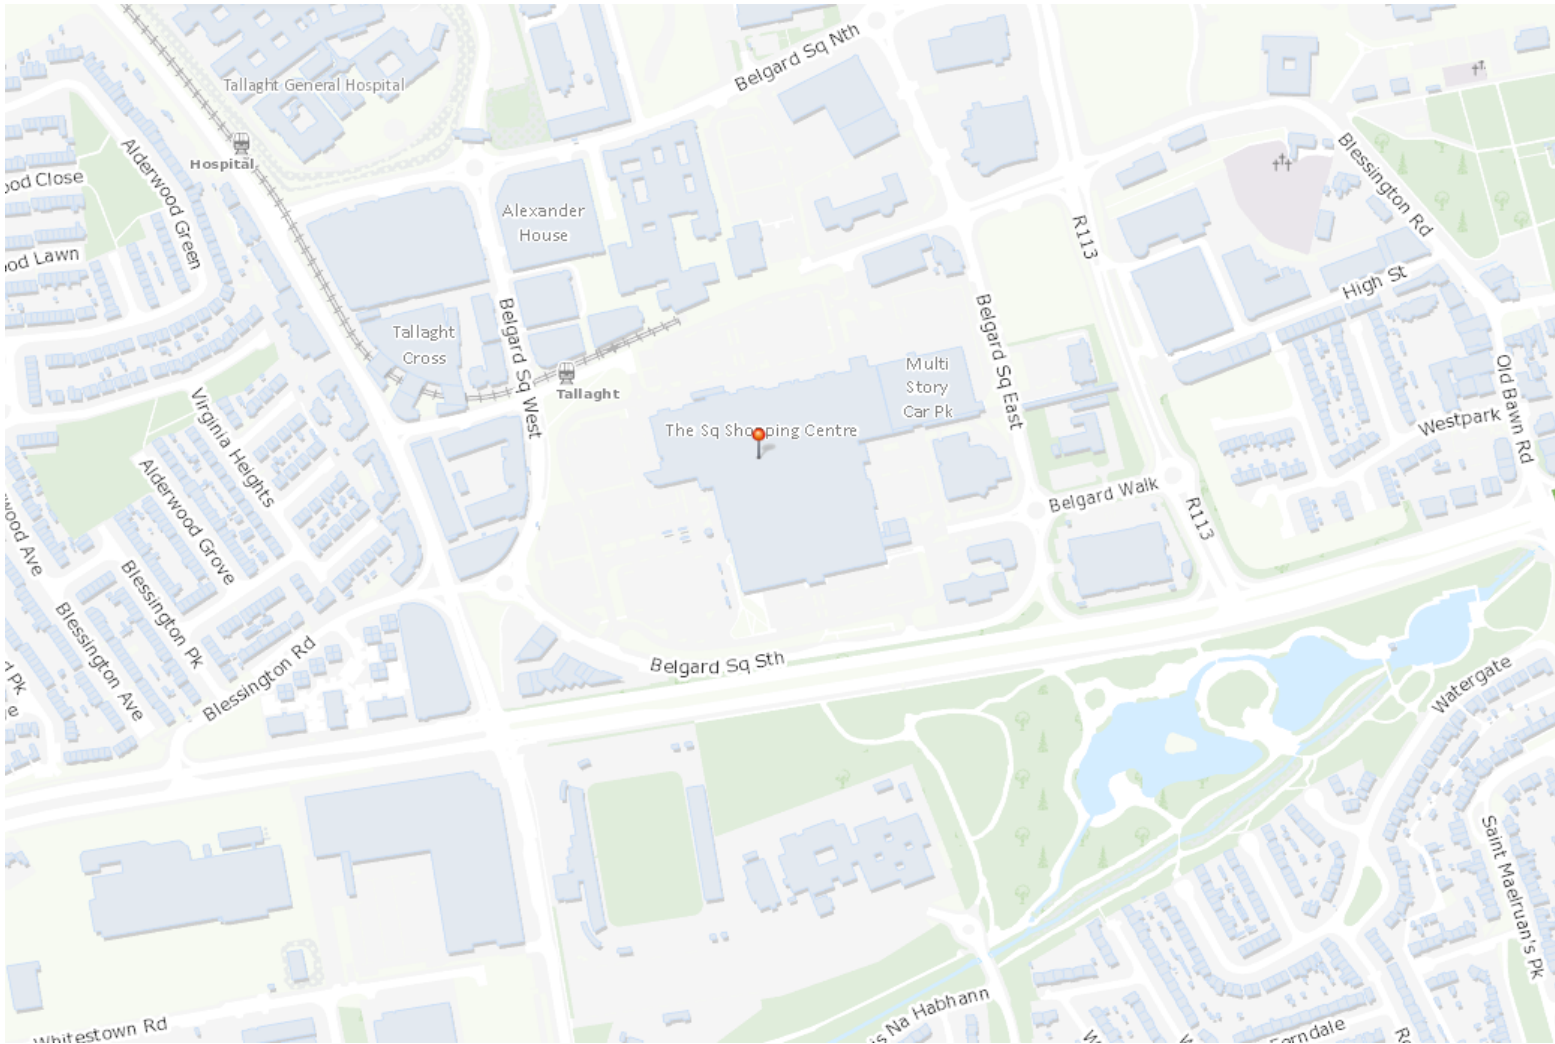 Belgard Sq Nth
Tallaght General Hospital
Hospital
Alderwood Green
ood Close
ood Lawn
Alexander
House
R113
Blessington Rd
High St
Belgard Sq West
Tallaght
Cross
Tallaght
Belgard Sq East
Multi
Story
Car Pk
The Sq Shopping Centre
Old Bawn Rd
Westpark
Virginia Heights
Alderwood Grove
wood Ave
Belgard Walk
R113
Blessington Pk
Blessington Ave
Blessington Rd
d Pk
e
Belgard Sq Sth
Watergate
Saint Maelruan's Pk
Whitestown Rd
s Na Habhann
Ferndale